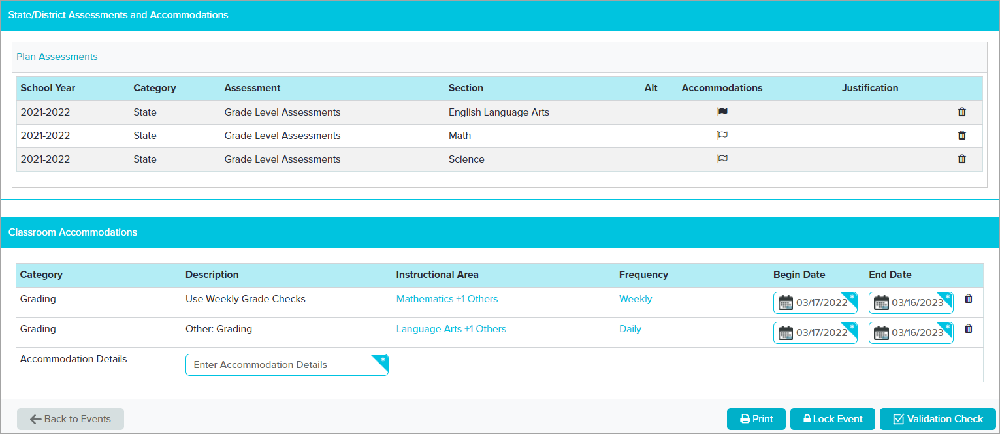 State/District Assessments and Accommodations
Plan Assessments
School Year Category Assessment Section Alt Accommodations Justification
2021-2022 State Grade Level Assessments English Language Arts
2021-2022 State Grade Level Assessments Math
2021-2022 State Grade Level Assessments Science
Classroom Accommodations
Category Description Instructional Area Frequency Begin Date End Date
Grading Use Weekly Grade Checks Mathematics +1 Others Weekly 03/17/2022 * 03/16/2023 *
Grading Other: Grading Language Arts +1 Others Daily 03/17/2022 * 03/16/2023 *
Accommodation Details Enter Accommodation Details *
Back to Events Print Lock Event Validation Check